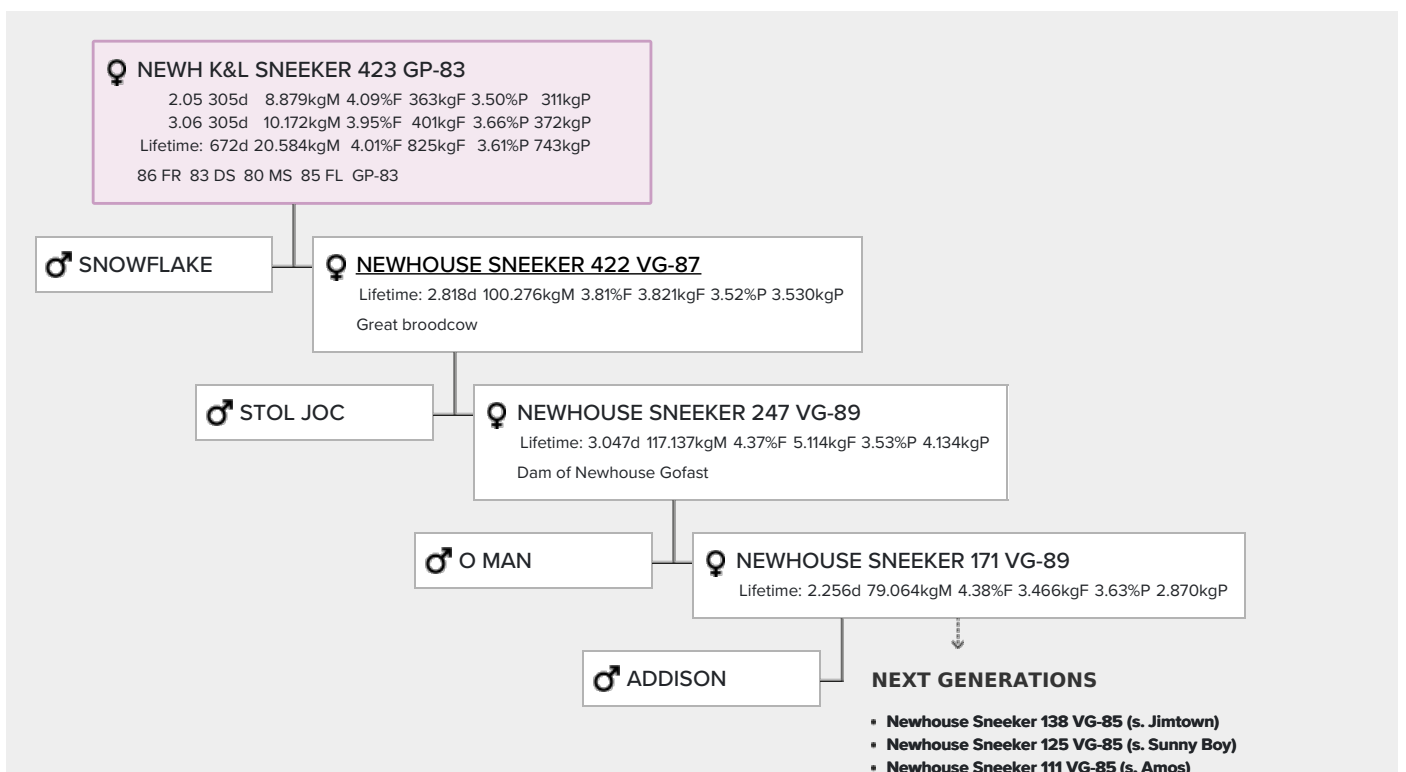 NEWH K&L SNEEKER 423 GP-83
2.05 305d 8.879kgM 4.09%F 363kgF 3.50%P 311kgP
3.06 305d 10.172kgM 3.95%F 401kgF 3.66%P 372kgP
Lifetime: 672d 20.584kgM 4.01%F 825kgF 3.61%P 743kgP
86 FR 83 DS 80 MS 85 FL GP-83
SNOWFLAKE
NEWHOUSE SNEEKER 422 VG-87
Lifetime: 2.818d 100.276kgM 3.81%F 3.821kgF 3.52%P 3.530kgP
Great broodcow
STOL JOC
NEWHOUSE SNEEKER 247 VG-89
Lifetime: 3.047d 117.137kgM 4.37%F 5.114kgF 3.53%P 4.134kgP
Dam of Newhouse Gofast
O MAN
NEWHOUSE SNEEKER 171 VG-89
Lifetime: 2.256d 79.064kgM 4.38%F 3.466kgF 3.63%P 2.870kgP
ADDISON
NEXT GENERATIONS
• Newhouse Sneeker 138 VG-85 (s. Jimtown)
• Newhouse Sneeker 125 VG-85 (s. Sunny Boy)
• Newhouse Sneeker 111 VG-85 (s. Amos)